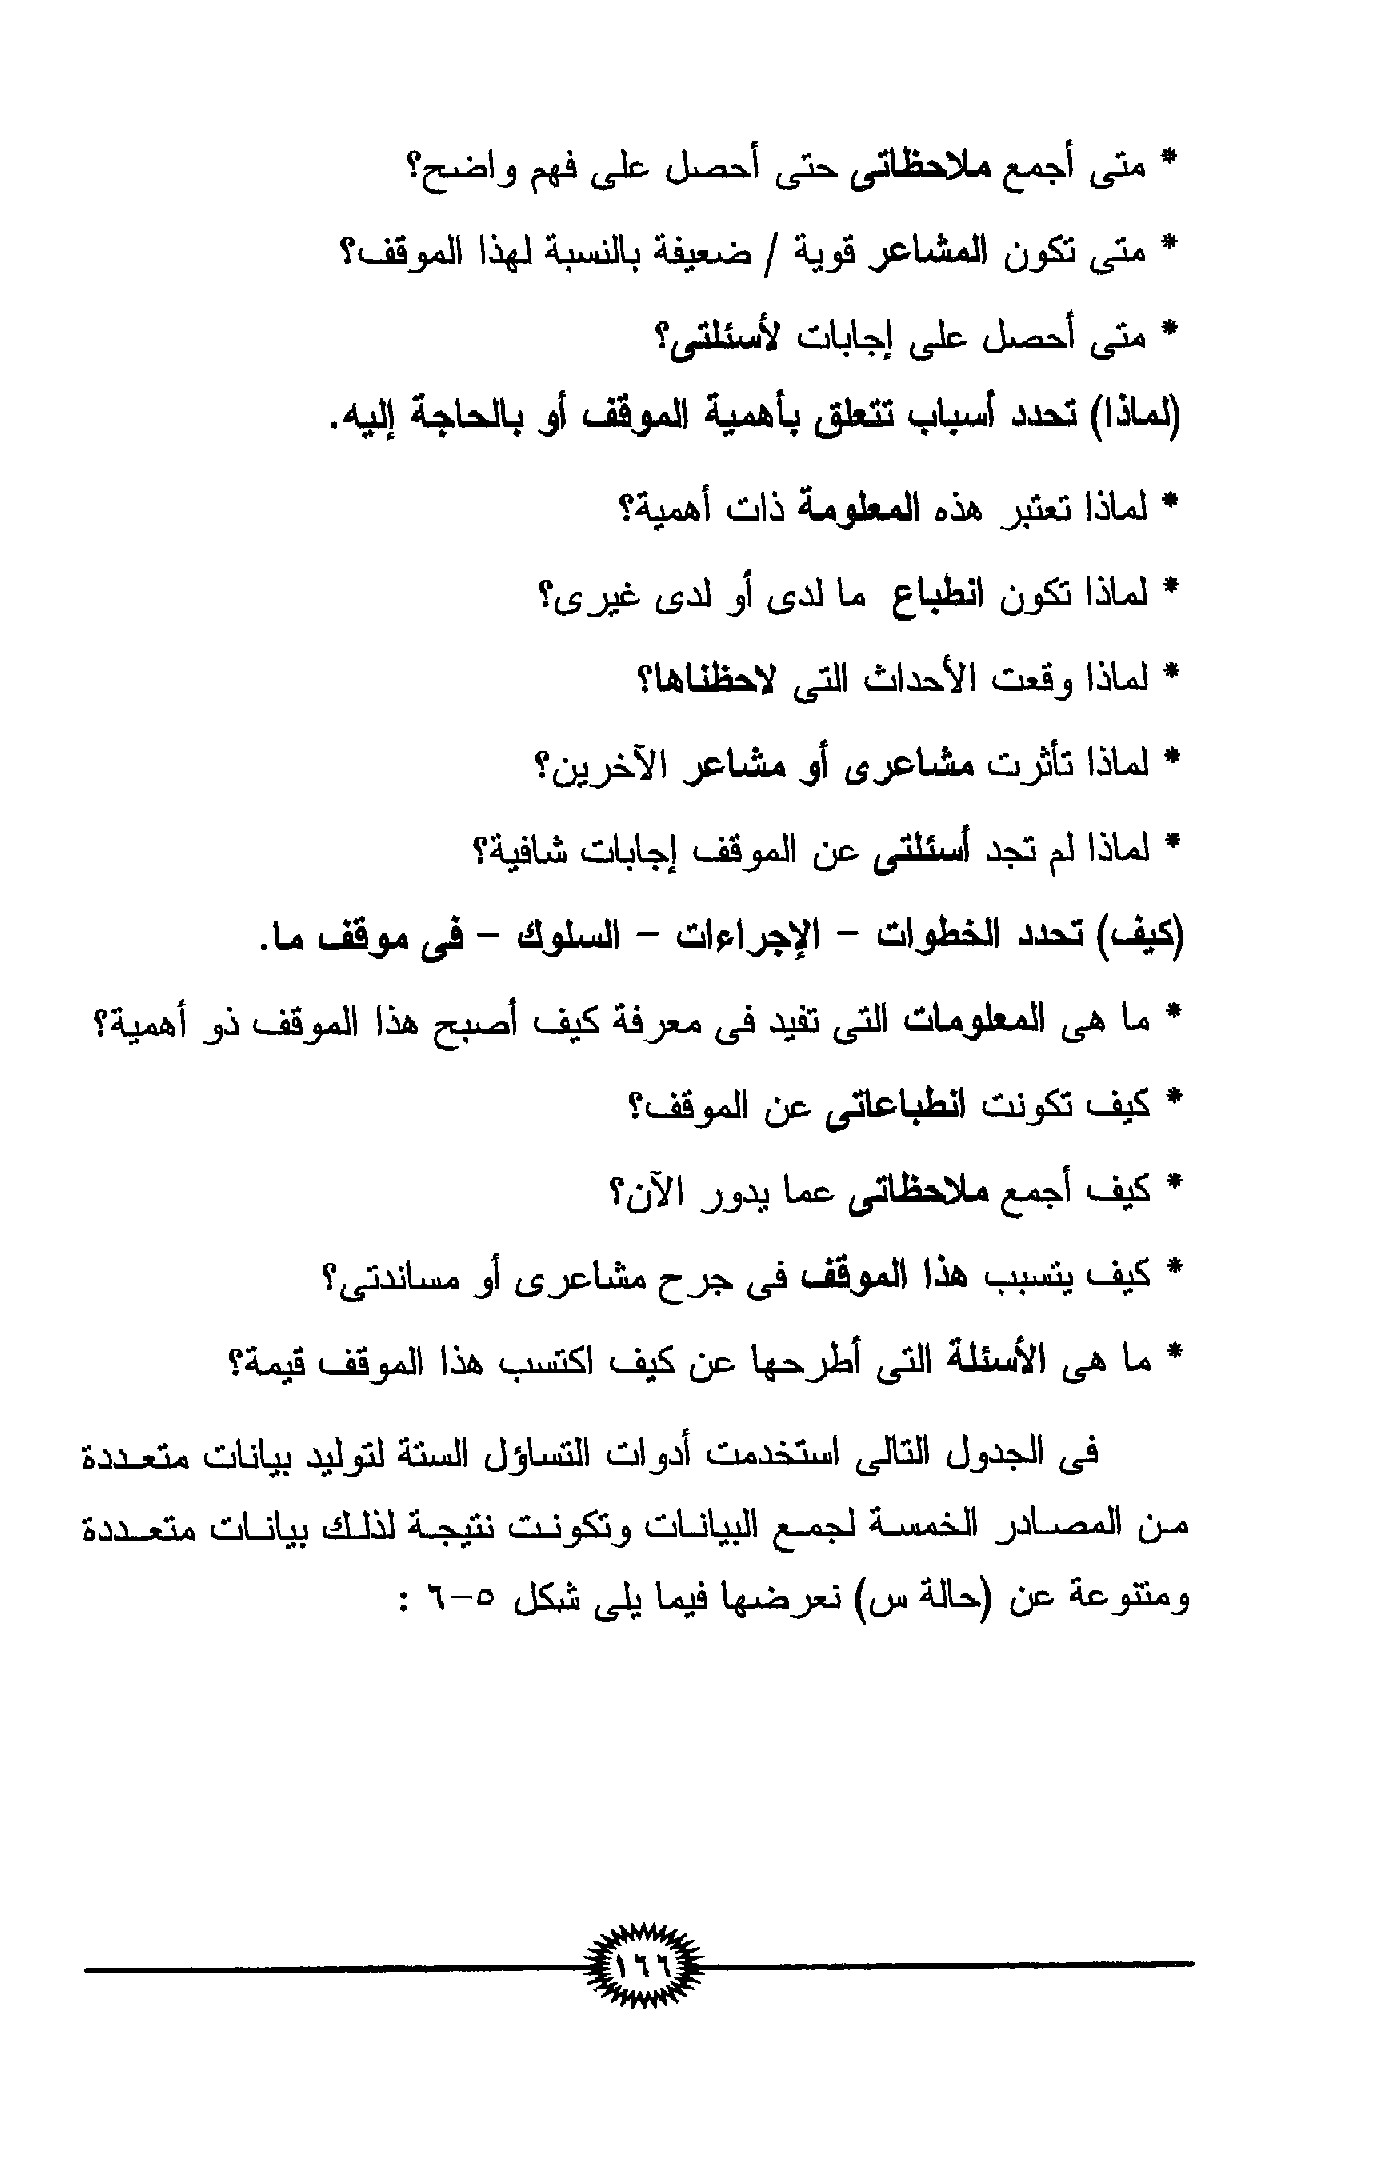 * متى أجمع ملاحظاتى حتى أحصل على فهم واضح؟
* متى تكون المشاعر قوية / ضعيفة بالنسبة لهذا الموقف؟
* متى أحصل على إجابات لأسئلتى؟
(لماذا) تحدد أسباب تتعلق بأهمية الموقف أو بالحاجة إليه.
* لماذا تعتبر هذه المعلومة ذات أهمية؟
* لماذا تكون انطباع ما لدى أو لدى غيرى؟
* لماذا وقعت الأحداث التى لاحظناها؟
* لماذا تأثرت مشاعرى أو مشاعر الآخرين؟
* لماذا لم تجد أسئلتى عن الموقف إجابات شافية؟
(كيف) تحدد الخطوات - الإجراءات - السلوك - فى موقف ما.
* ما هى المعلومات التى تفيد فى معرفة كيف أصبح هذا الموقف ذو أهمية؟
* كيف تكونت انطباعاتى عن الموقف؟
* كيف أجمع ملاحظاتى عما يدور الآن؟
* كيف يتسبب هذا الموقف فى جرح مشاعرى أو مساندتى؟
* ما هى الأسئلة التى أطرحها عن كيف اكتسب هذا الموقف قيمة؟
فى الجدول التالى استخدمت أدوات التساؤل الستة لتوليد بيانات متعددة
من المصادر الخمسة لجمع البيانات وتكونت نتيجة لذلك بيانات متعددة
ومتنوعة عن (حالة س) نعرضها فيما يلى شكل ٥-٦ :
١٦٦